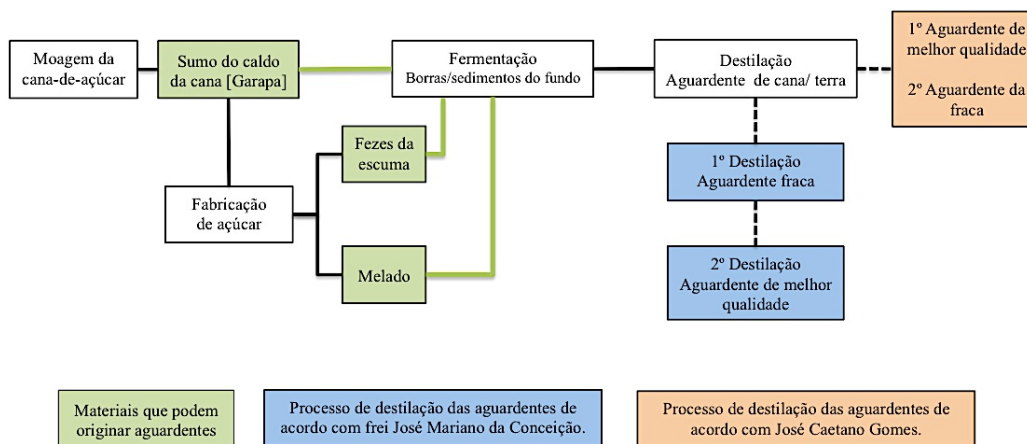 Moagem da
cana-de-açúcar
Sumo do caldo
da cana [Garapa]
Fermentação
Borras/sedimentos do fundo
Destilação
Aguardente de cana/ terra
1º Aguardente de
melhor qualidade
2º Aguardente da
fraca
Fezes da
escuma
1º Destilação
Aguardente fraca
Fabricação
de açúcar
Melado
2º Destilação
Aguardente de melhor
qualidade
Materiais que podem
originar aguardentes
Processo de destilação das aguardentes de
acordo com frei José Mariano da Conceição.
Processo de destilação das aguardentes de
acordo com José Caetano Gomes.